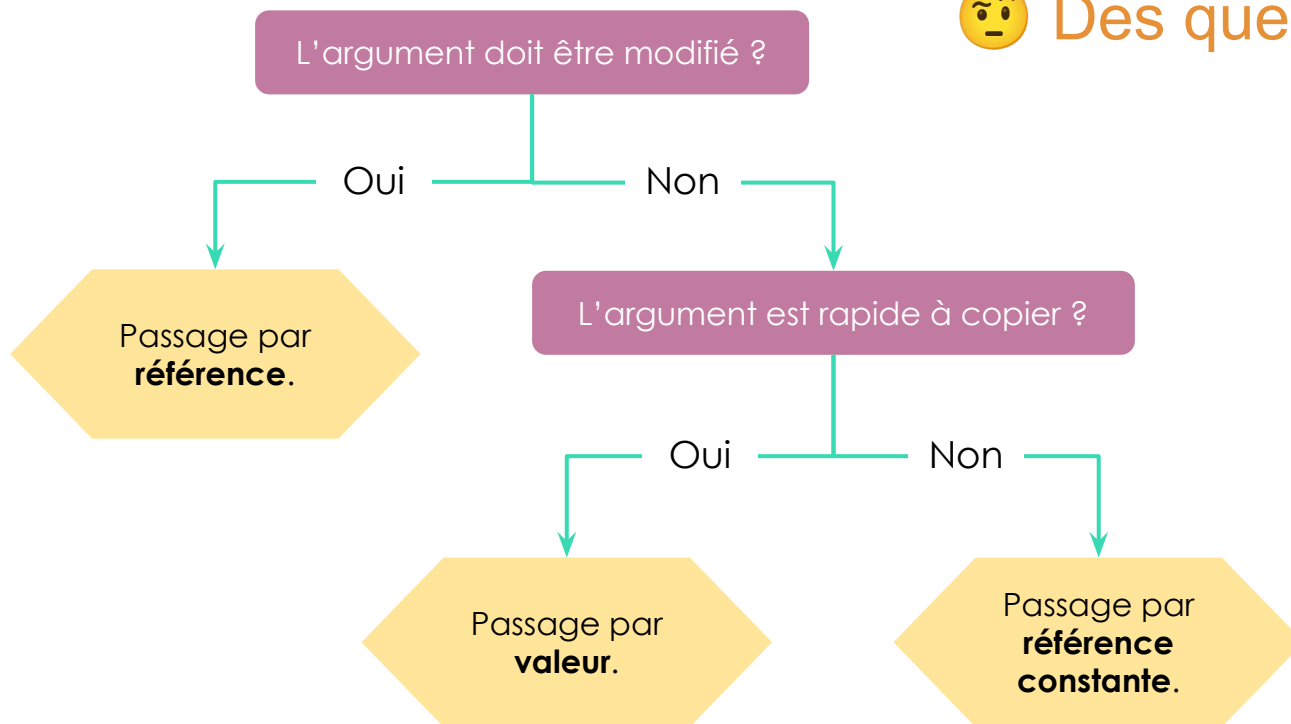 🤨 Des que
L’argument doit être modifié ?
Oui
Non
Passage par
référence.
L’argument est rapide à copier ?
Oui
Non
Passage par
valeur.
Passage par
référence
constante.